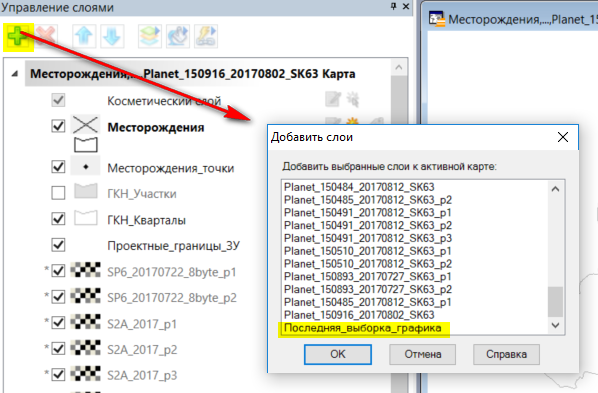 Управление слоями
Месторождения,...,Planet_150916_20170802_SK63 Карта
Косметический слой
Месторождения
Месторождения_точки
ГКН_Участки
ГКН_Кварталы
Проектные_границы_ЗУ
* SP6_20170722_8byte_p1
* SP6_20170722_8byte_p2
* S2A_2017_p1
* S2A_2017_p2
* S2A_2017_p3
Месторождения,...,Planet_15
Добавить слои
Добавить выбранные слои к активной карте:
Planet_150484_20170812_SK63
Planet_150485_20170812_SK63_p2
Planet_150491_20170812_SK63_p1
Planet_150491_20170812_SK63_p2
Planet_150491_20170812_SK63_p3
Planet_150510_20170812_SK63_p1
Planet_150510_20170812_SK63_p2
Planet_150893_20170727_SK63_p1
Planet_150893_20170727_SK63_p2
Planet_150485_20170812_SK63_p1
Planet_150916_20170802_SK63
Последняя_выборка_графика
OK
Отмена
Справка